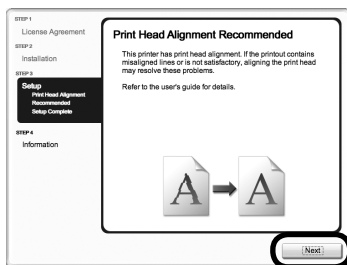 STEP 1
License Agreement
STEP 2
Installation
STEP 3
Setup
Print Head Alignment
Recommended
Setup Complete
STEP 4
Information
Print Head Alignment Recommended
This printer has print head alignment. If the printout contains
misaligned lines or is not satisfactory, aligning the print head
may resolve these problems.
Refer to the user's guide for details.
A A
Next